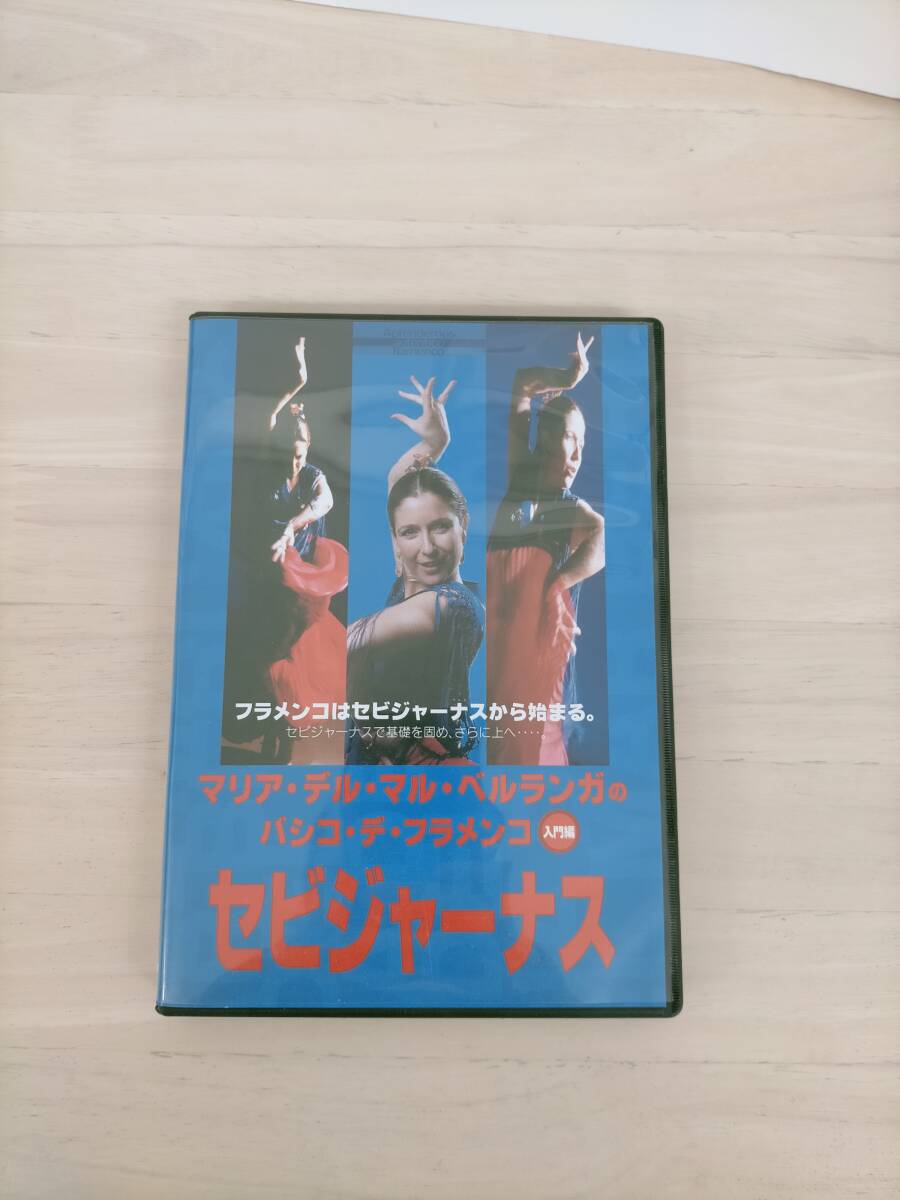 Aprendemos
flamenco
フラメンコはセビジャーナスから始まる。
セビジャーナスで基礎を固め、さらに上へ‥‥
マリア・デル・マル・ベルランガの
バシコ・デ・フラメンコ 入門編
セビジャーナス